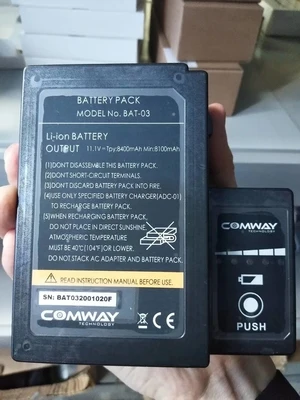 BATTERY PACK
MODEL No. BAT-03
Li-ion BATTERY
OUTPUT 11.1V⎓Tpy:8400mAh Min:8100mAh
(1)DON'T DISASSEMBLE THIS BATTERY.
(2)DON'T SHORT-CIRCUIT TERMINALS.
(3)DON'T DISCARD BATTERY INTO FIRE.
(4)USE ONLY SPECIFIED BATTERY CHARGER(ADC-01)
TO RECHARGE BATTERY PACK.
(5)WHEN RECHARGING BATTERY PACK.
DO NOT PLACE IN DIRECT SUNSHINE.
ATMOSPHERIC TEMPERATURE
MUST BE 40℃(104℉)OR LOWER.
DO NOT STACK AC ADAPTER AND BATTERY
READ INSTRUCTION MANUAL BEFORE USE.
SN: BAT032001020F
COMWAY
TECHNOLOGY
COMWAY
TECHNOLOGY
PUSH